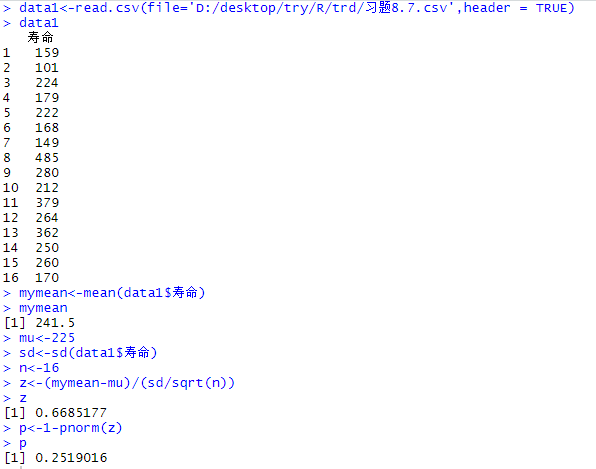 > data1<-read.csv(file='D:/desktop/try/R/trd/习题8.7.csv',header = TRUE)
> data1
寿命
1 159
2 101
3 224
4 179
5 222
6 168
7 149
8 485
9 280
10 212
11 379
12 264
13 362
14 250
15 260
16 170
> mymean<-mean(data1$寿命)
> mymean
[1] 241.5
> mu<-225
> sd<-sd(data1$寿命)
> n<-16
> z<-(mymean-mu)/(sd/sqrt(n))
> z
[1] 0.6685177
> p<-1-pnorm(z)
> p
[1] 0.2519016